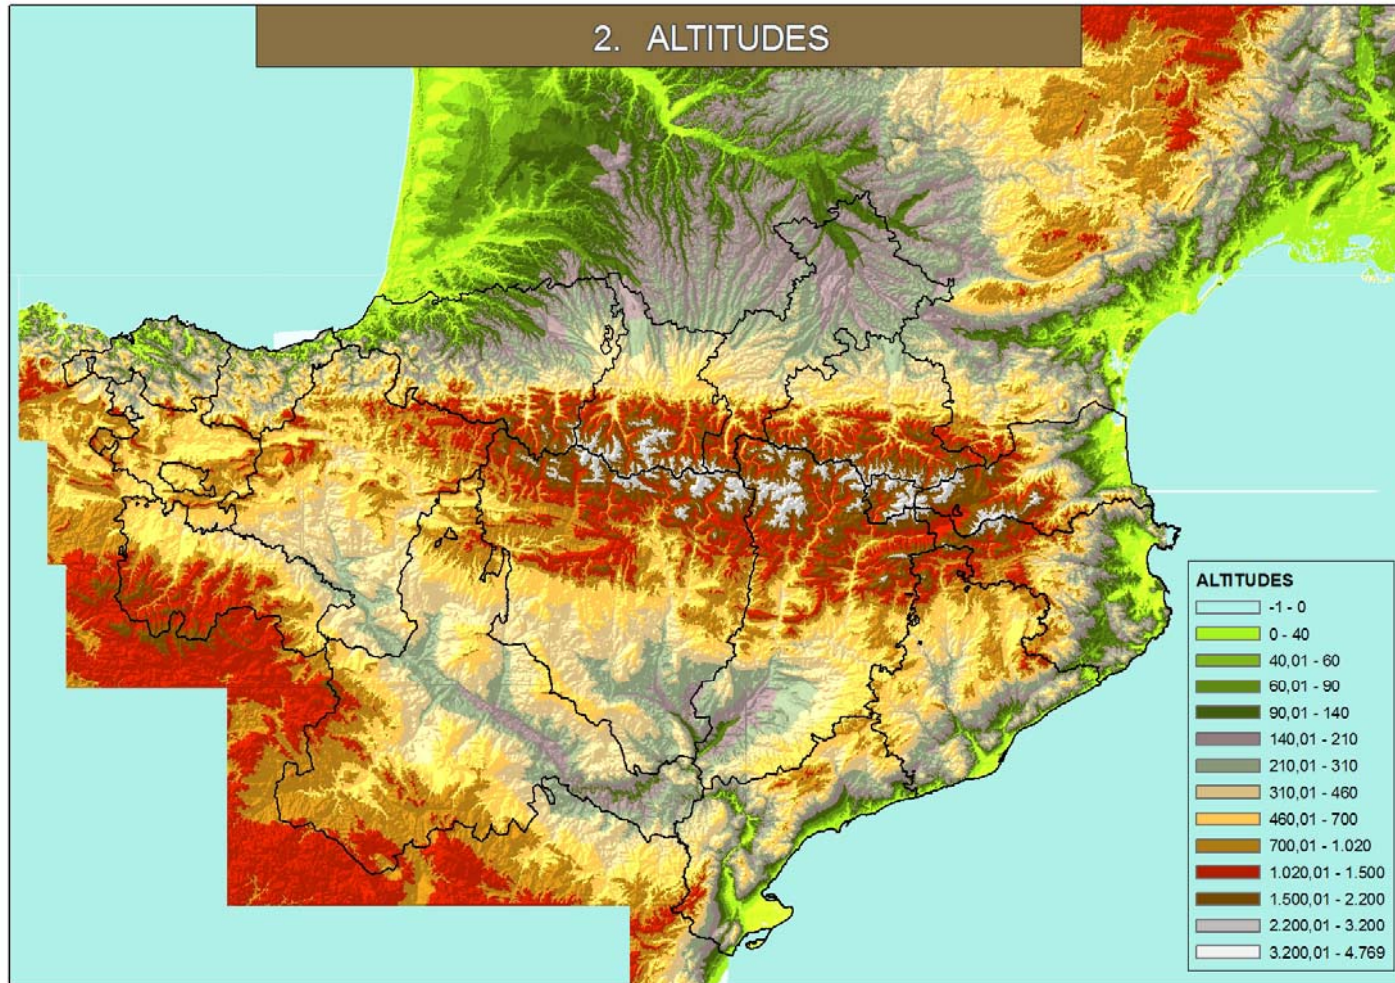 2. ALTITUDES
ALTITUDES
-1 - 0
0 - 40
40,01 - 60
60,01 - 90
90,01 - 140
140,01 - 210
210,01 - 310
310,01 - 460
460,01 - 700
700,01 - 1.020
1.020,01 - 1.500
1.500,01 - 2.200
2.200,01 - 3.200
3.200,01 - 4.769